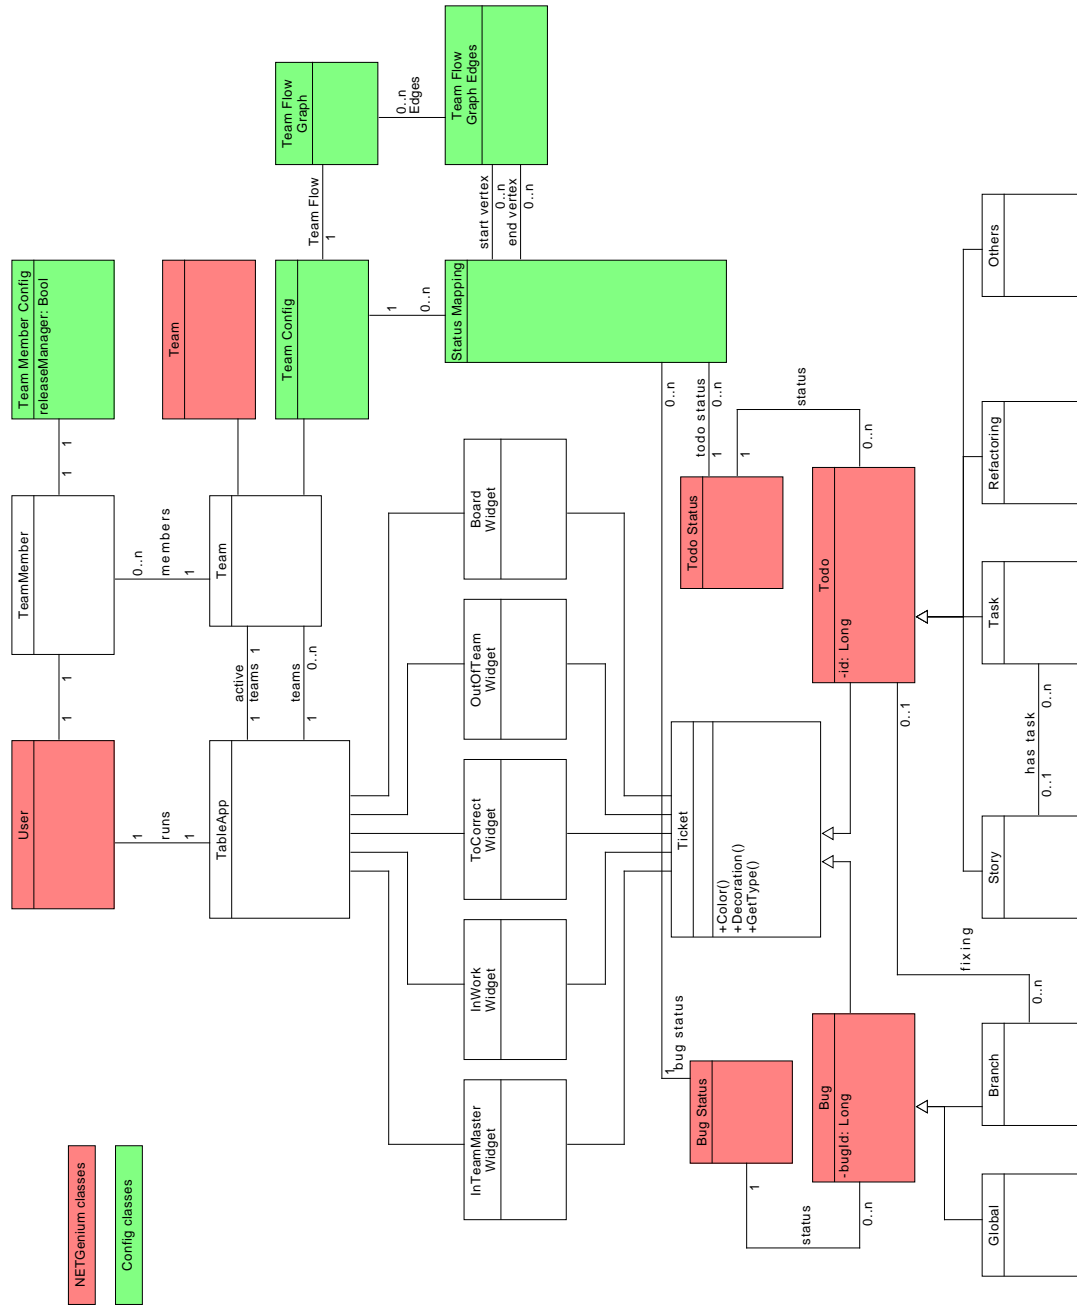 NETGenium classes
Config classes
User
1
runs
1
TableApp
1
1
TeamMember
1
1
Team Member Config
releaseManager: Bool
0..n
members
1
Team
active
teams
1
1
teams
0..n
1
Team
Team Config
Team Flow
1
Team Flow
Graph
0..n
Edges
Team Flow
Graph Edges
start vertex
0..n
end vertex
0..n
1
0..n
Status Mapping
InTeamMaster
Widget
InWork
Widget
ToCorrect
Widget
OutOfTeam
Widget
Board
Widget
Ticket
+Color()
+Decoration()
+GetType()
0..n
bug status
1
todo status
0..n
1
Bug Status
1
status
0..n
Todo Status
1
status
0..n
Bug
-bugId: Long
Todo
-id: Long
0..1
fixing
0..n
Global
Branch
Story
0..1
has task
0..n
Task
Refactoring
Others